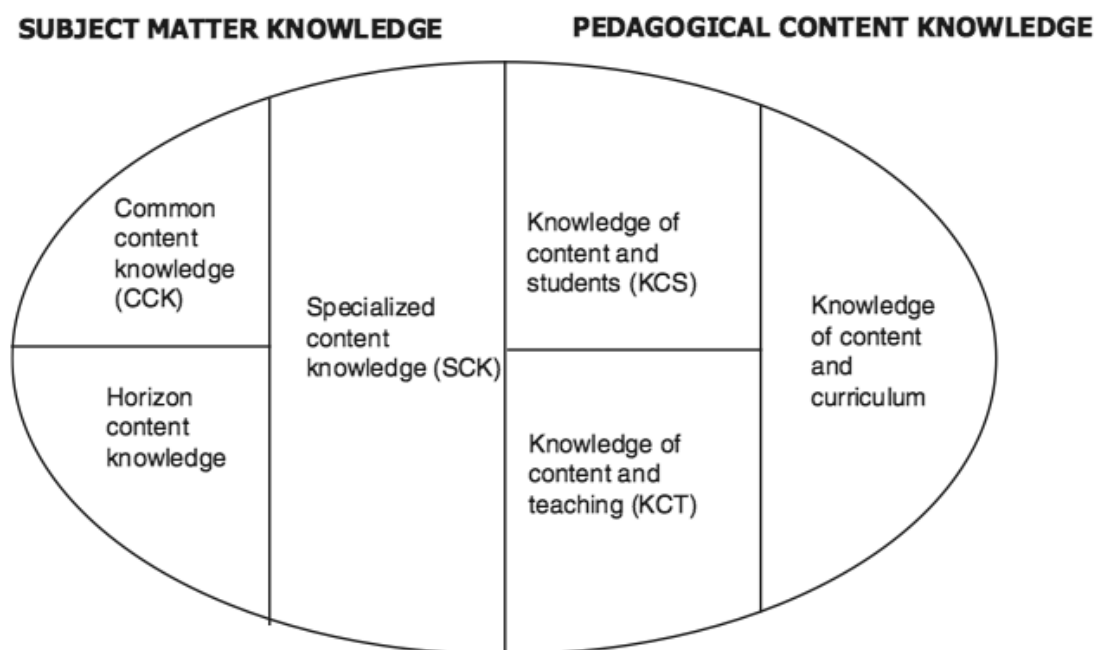 SUBJECT MATTER KNOWLEDGE
PEDAGOGICAL CONTENT KNOWLEDGE
Common
content
knowledge
(CCK)
Horizon
content
knowledge
Specialized
content
knowledge (SCK)
Knowledge of
content and
students (KCS)
Knowledge of
content and
teaching (KCT)
Knowledge
of content
and
curriculum